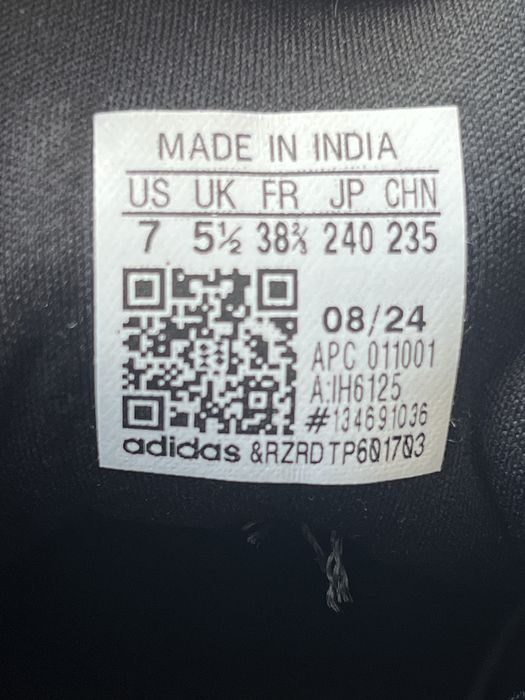 MADE IN INDIA
US UK FR JP CHN
7 5½ 38⅔ 240 235
08/24
APC 011001
A:IH6125
#134691036
adidas &RZRD TP601703